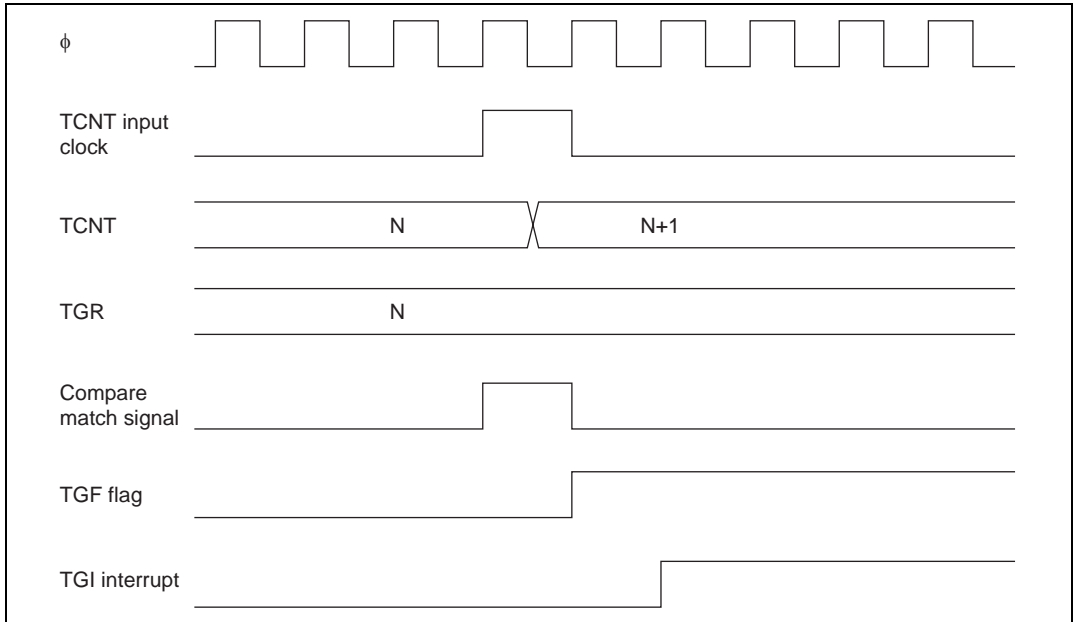 ϕ
TCNT input
clock
TCNT
N
N+1
TGR
N
Compare
match signal
TGF flag
TGI interrupt